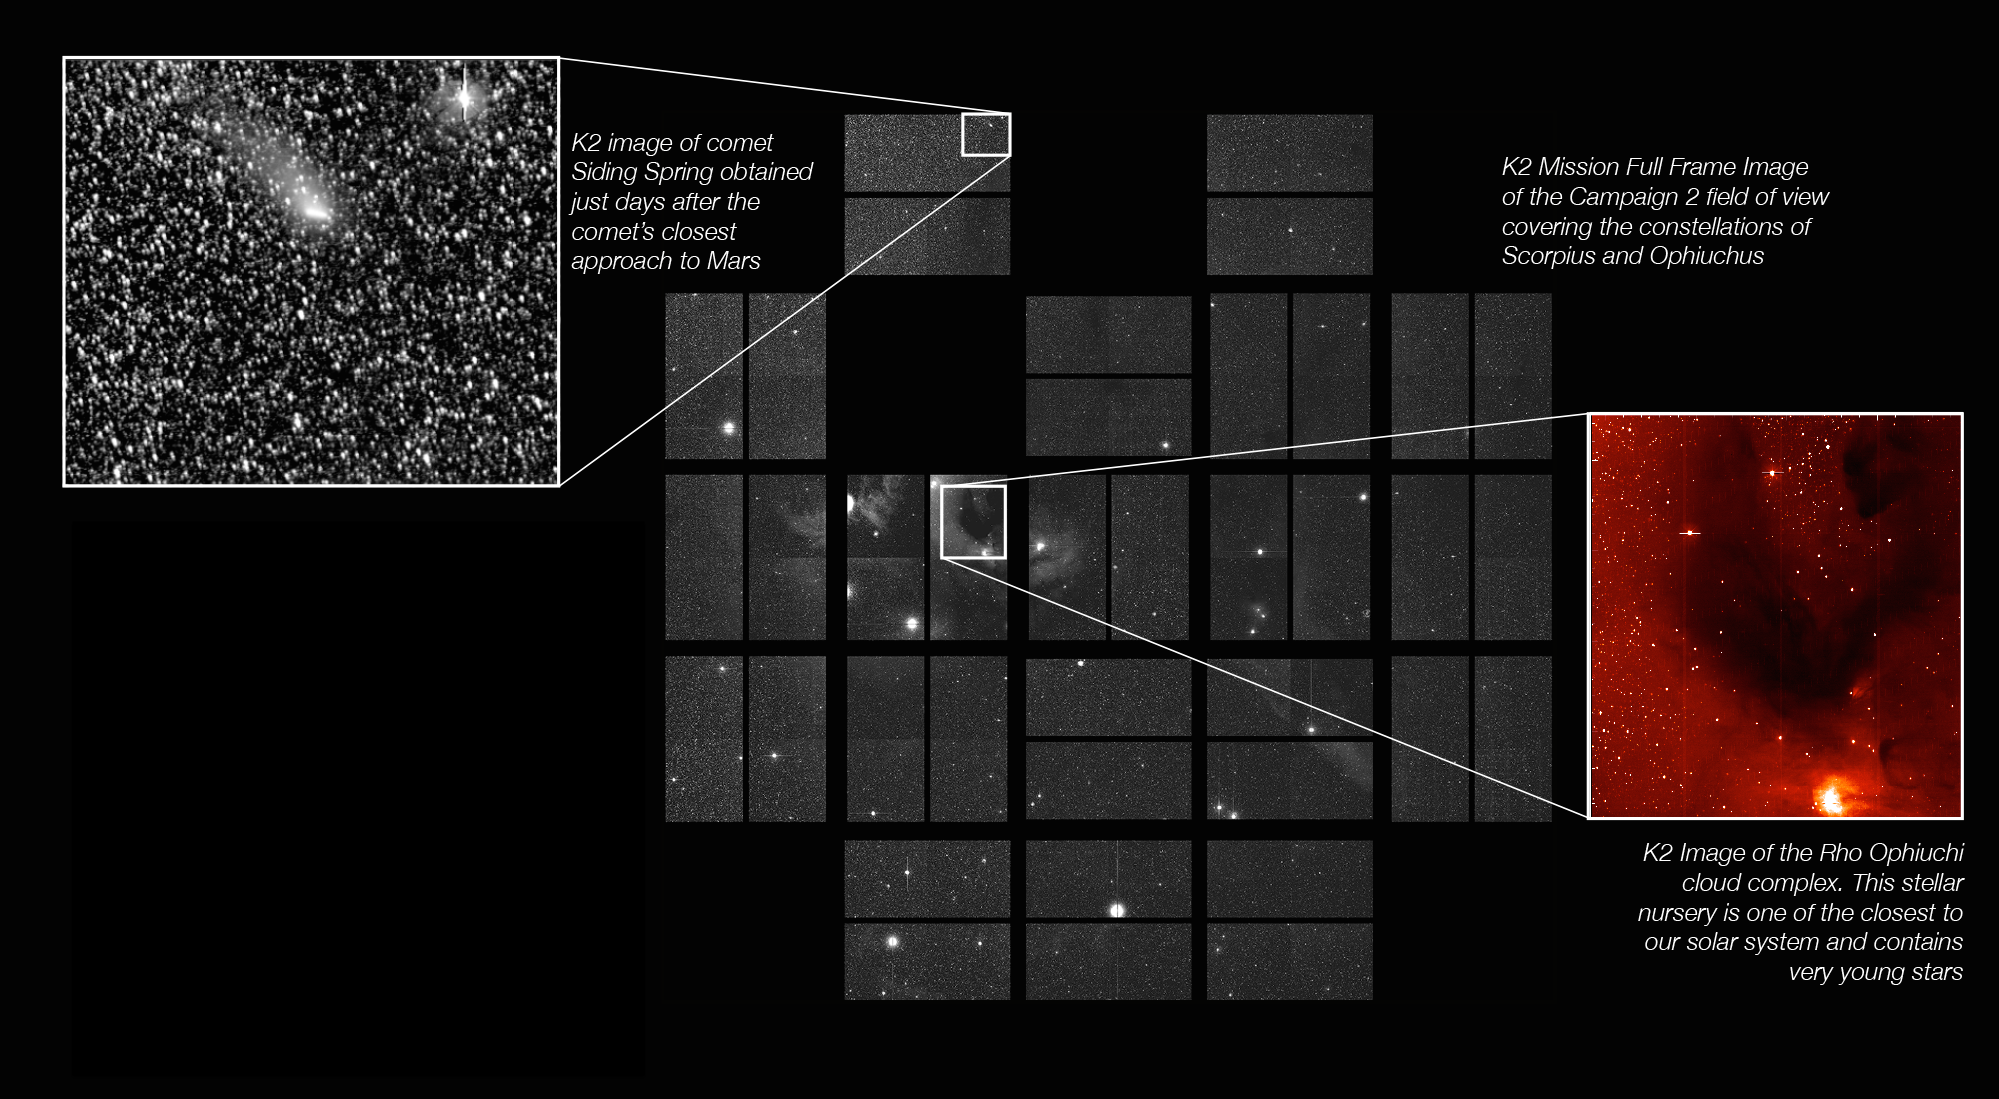 K2 image of comet
Siding Spring obtained
just days after the
comet's closest
approach to Mars
K2 Mission Full Frame Image
of the Campaign 2 field of view
covering the constellations of
Scorpius and Ophiuchus
K2 Image of the Rho Ophiuchi
cloud complex. This stellar
nursery is one of the closest to
our solar system and contains
very young stars